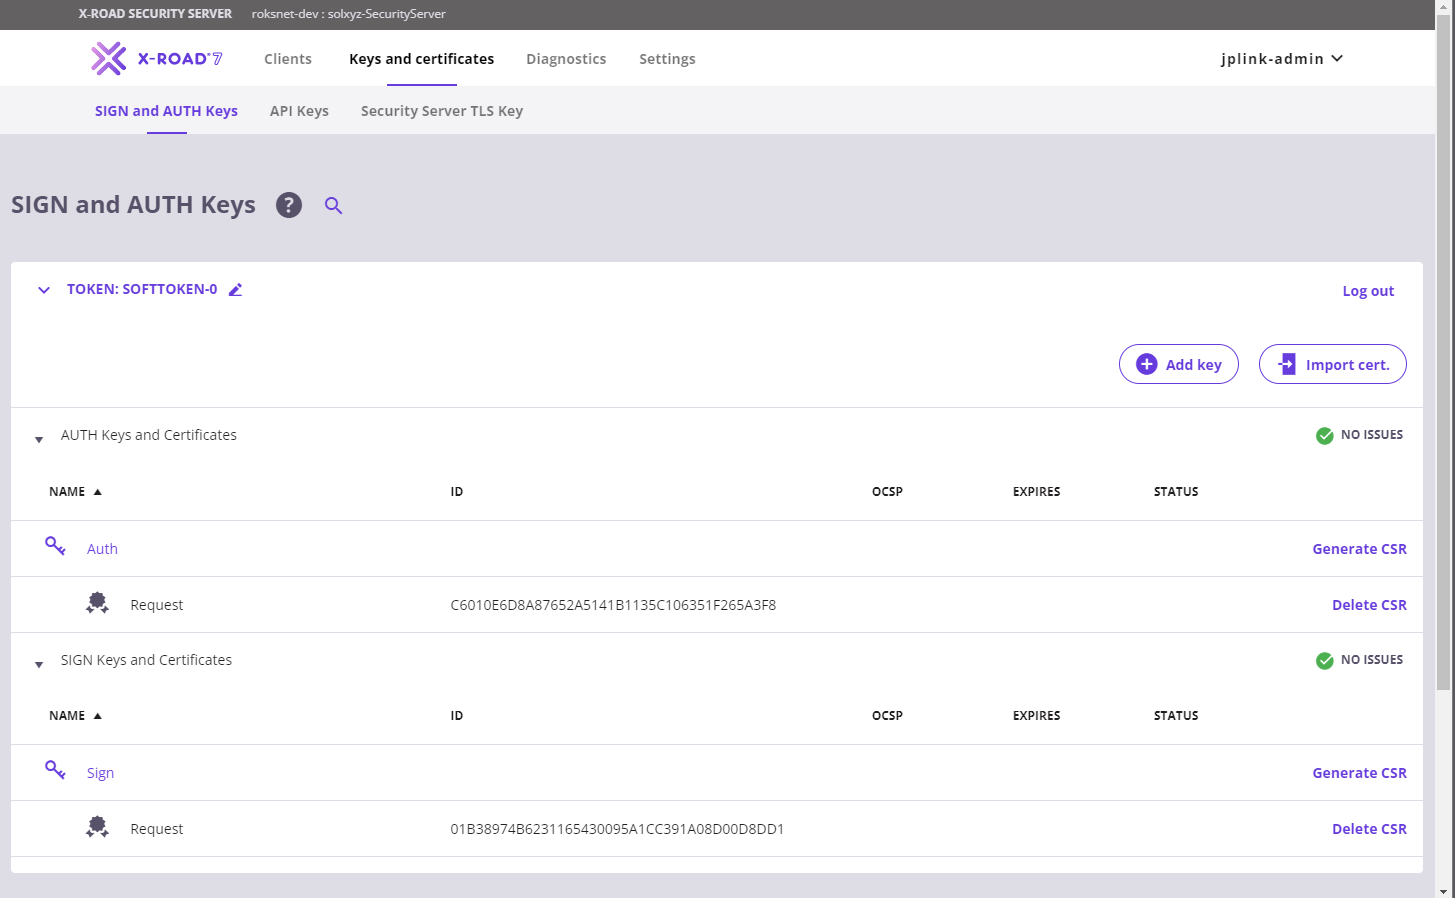 X-ROAD SECURITY SERVER roksnet-dev : solxyz-SecurityServer
X-ROAD® 7 Clients Keys and certificates Diagnostics Settings jplink-admin
SIGN and AUTH Keys API Keys Security Server TLS Key
SIGN and AUTH Keys ?
TOKEN: SOFTTOKEN-0 Log out
Add key Import cert.
AUTH Keys and Certificates NO ISSUES
NAME ID OCSP EXPIRES STATUS
Auth Generate CSR
Request C6010E6D8A87652A5141B1135C106351F265A3F8 Delete CSR
SIGN Keys and Certificates NO ISSUES
NAME ID OCSP EXPIRES STATUS
Sign Generate CSR
Request 01B38974B6231165430095A1CC391A08D00D8DD1 Delete CSR